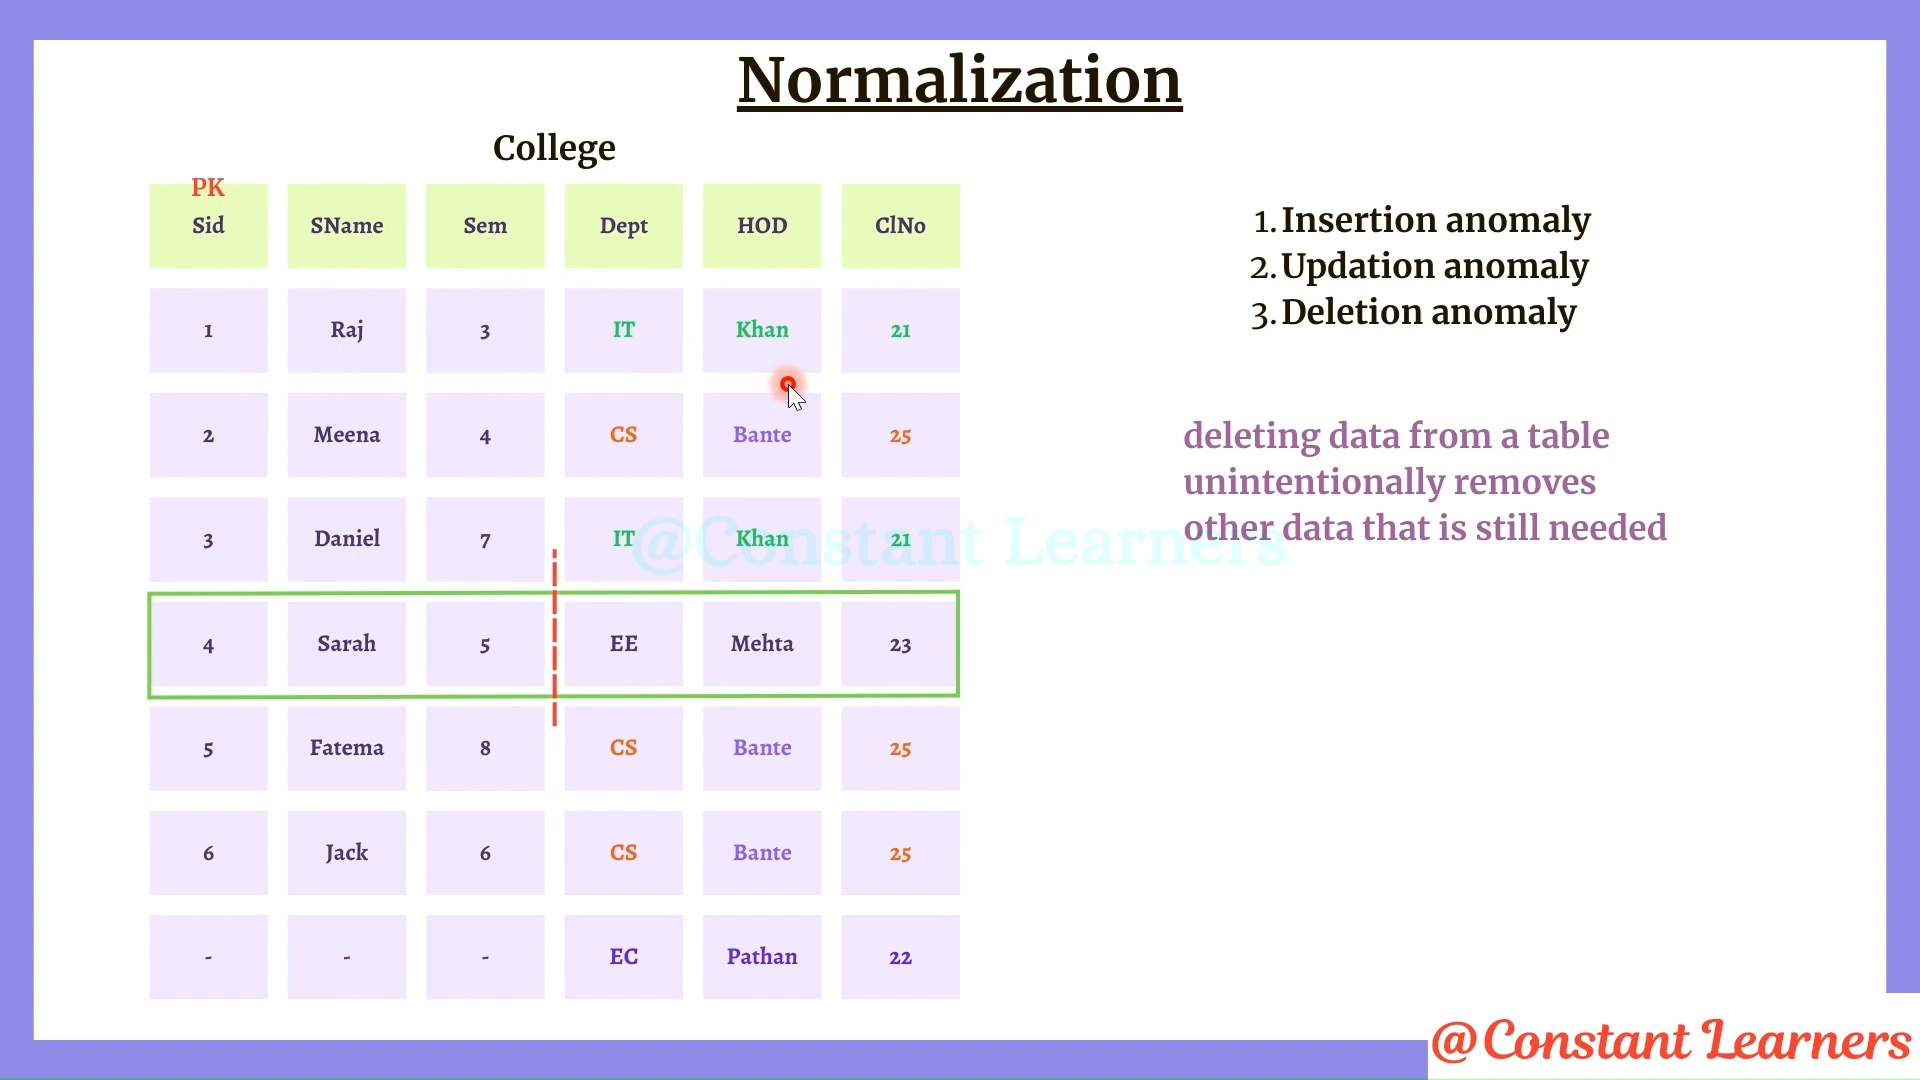 Normalization
College
PK
Sid SName Sem Dept HOD ClNo
1 Raj 3 IT Khan 21
2 Meena 4 CS Bante 25
3 Daniel 7 IT Khan 21
4 Sarah 5 EE Mehta 23
5 Fatema 8 CS Bante 25
6 Jack 6 CS Bante 25
- - - EC Pathan 22
1. Insertion anomaly
2. Updation anomaly
3. Deletion anomaly
deleting data from a table
unintentionally removes
other data that is still needed
@Constant Learners
@Constant Learners